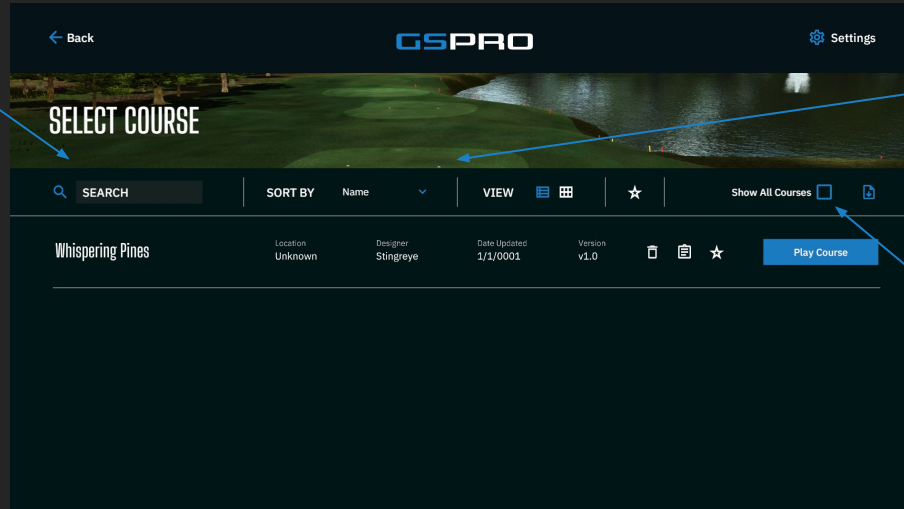 Back
GSPRO
Settings
SELECT COURSE
SEARCH
SORT BY Name
VIEW
Show All Courses
Whispering Pines
Location
Unknown
Designer
Stingreye
Date Updated
1/1/0001
Version
v1.0
Play Course